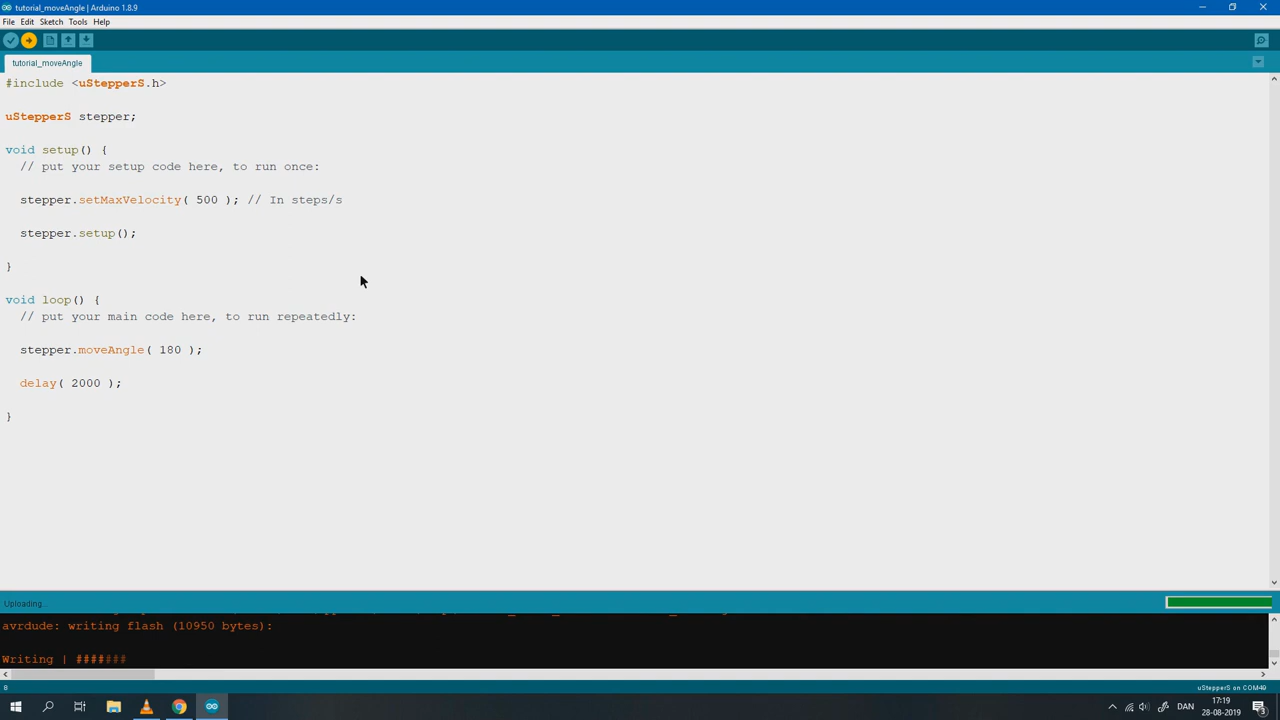 tutorial_moveAngle | Arduino 1.8.9
File Edit Sketch Tools Help
tutorial_moveAngle
#include <uStepperS.h>
uStepperS stepper;
void setup() {
// put your setup code here, to run once:
stepper.setMaxVelocity( 500 ); // In steps/s
stepper.setup();
}
void loop() {
// put your main code here, to run repeatedly:
stepper.moveAngle( 180 );
delay( 2000 );
}
Uploading...
avrdude: writing flash (10950 bytes):
Writing | #######
8
uStepperS on COM49
DAN
17:19
28-08-2019
3